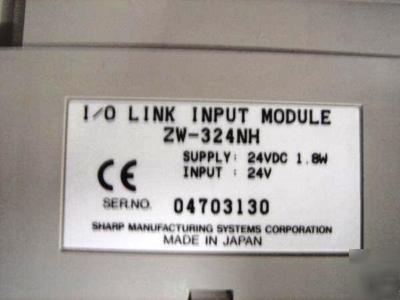 I/O LINK INPUT MODULE
ZW-324NH
SUPPLY: 24VDC 1.8W
INPUT : 24V
CE
SER.NO. 04703130
SHARP MANUFACTURING SYSTEMS CORPORATION
MADE IN JAPAN